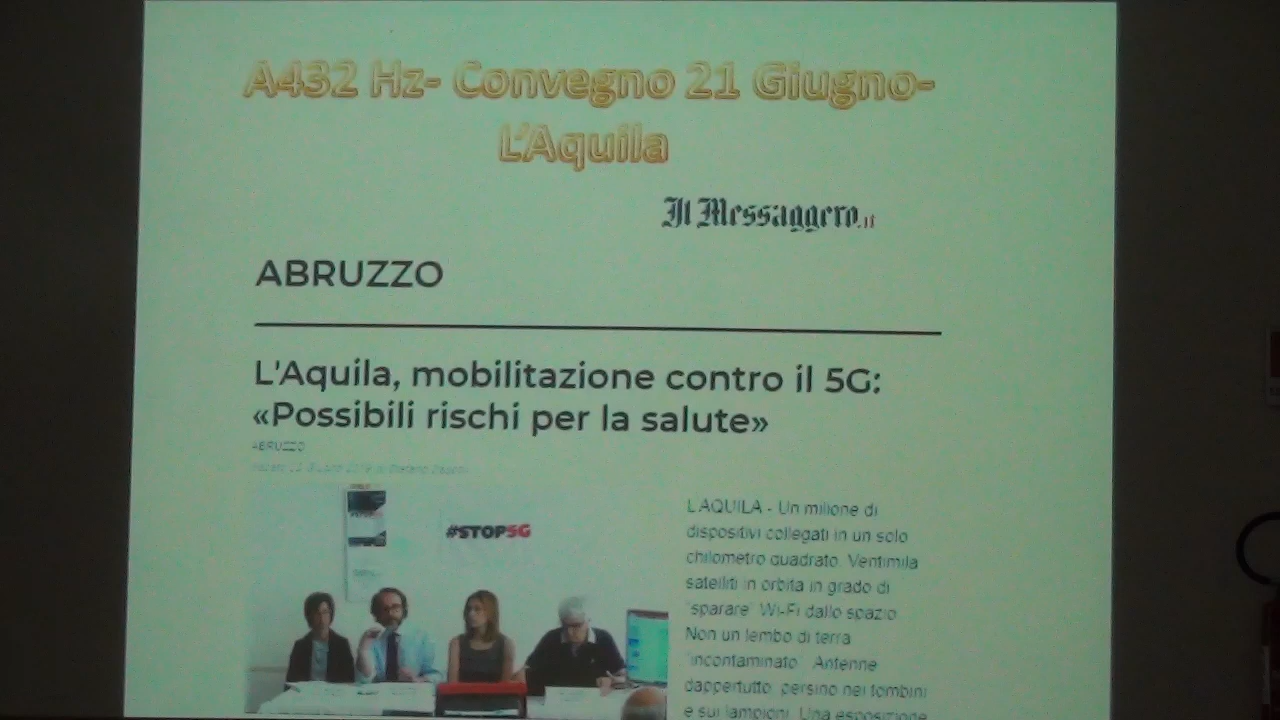 A432 Hz- Convegno 21 Giugno-
L'Aquila
Il Messaggero.it
ABRUZZO
L'Aquila, mobilitazione contro il 5G:
«Possibili rischi per la salute»
ABRUZZO
#STOP5G
L'AQUILA - Un milione di
dispositivi collegati in un solo
chilometro quadrato. Ventimila
satelliti in orbita in grado di
"sparare" Wi-Fi dallo spazio.
Non un lembo di terra
"incontaminato". Antenne
dappertutto, persino nei tombini
e sui lampioni. Una esposizione